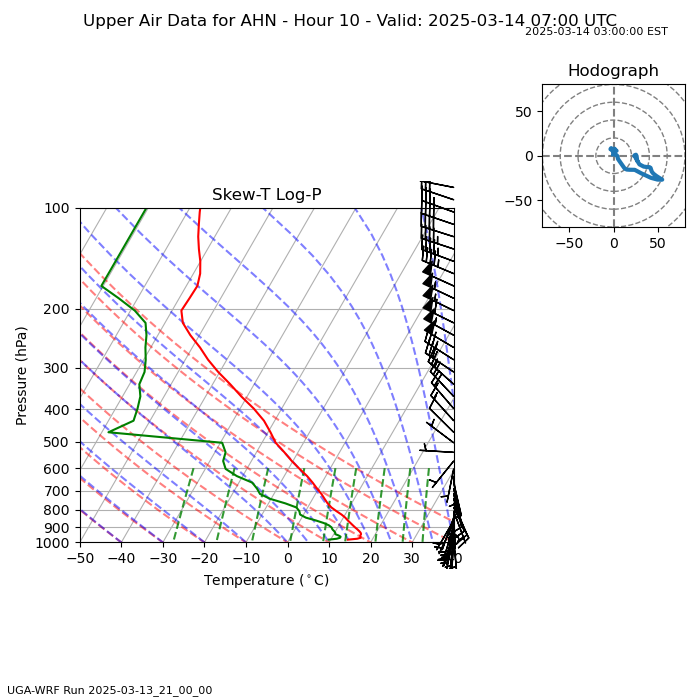 Upper Air Data for AHN - Hour 10 - Valid: 2025-03-14 07:00 UTC
2025-03-14 03:00:00 EST
Hodograph
50
0
−50
−50 0 50
Skew-T Log-P
100
200
300
400
500
600
700
800
900
1000
Pressure (hPa)
−50 −40 −30 −20 −10 0 10 20 30
Temperature (°C)
UGA-WRF Run 2025-03-13_21_00_00